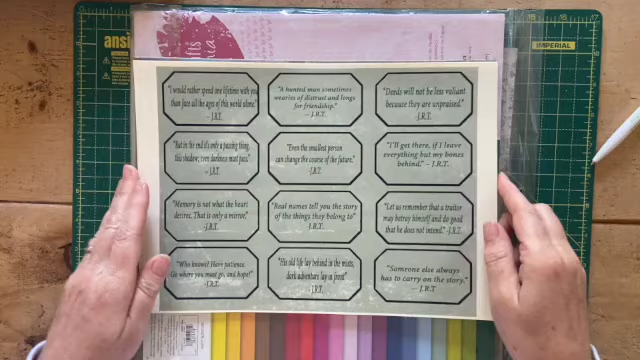 ansi
IMPERIAL
"I would rather spend one lifetime with you
than face all the ages of this world alone."
- J.R.T.
"A hunted man sometimes
wearies of distrust and longs
for friendship."
– J.R.T.
"Deeds will not be less valiant
because they are unpraised."
-J.R.T.
"But in the end it's only a passing thing,
this shadow; even darkness must pass."
- J.R.T.
"Even the smallest person
can change the course of the future."
-J.R.T.
"I'll get there, if I leave
everything but my bones
behind." – J.R.T.
"Memory is not what the heart
desires. That is only a mirror."
-J.R.T.
"Real names tell you the story
of the things they belong to"
J.R.T.
"Let us remember that a traitor
may betray himself and do good
that he does not intend." -J.R.T.
"Who knows? Have patience.
Go where you must go, and hope!"
-J.R.T.
"His old life lay behind in the mists,
dark adventure lay in front"
- J.R.T.
"Someone else always
has to carry on the story."
- J.R.T